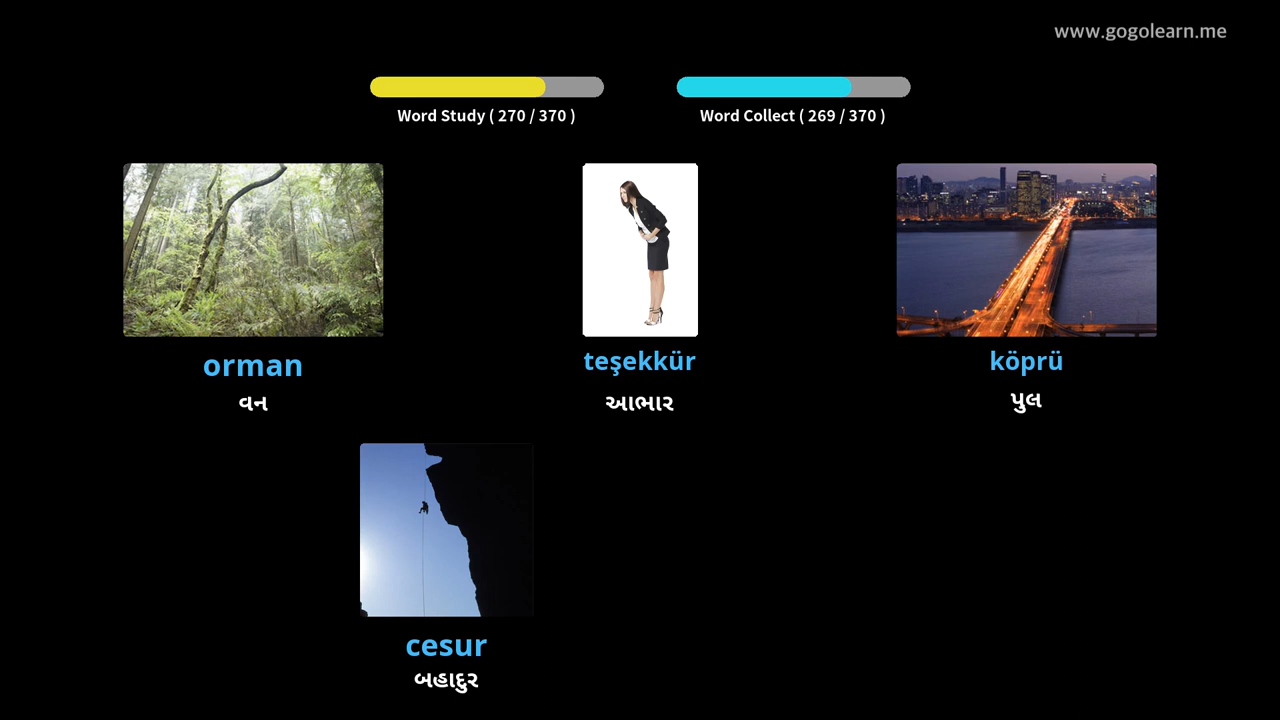 www.gogolearn.me
Word Study ( 270 / 370 )
Word Collect ( 269 / 370 )
orman
વન
teşekkür
આભાર
köprü
પુલ
cesur
બહાદુર